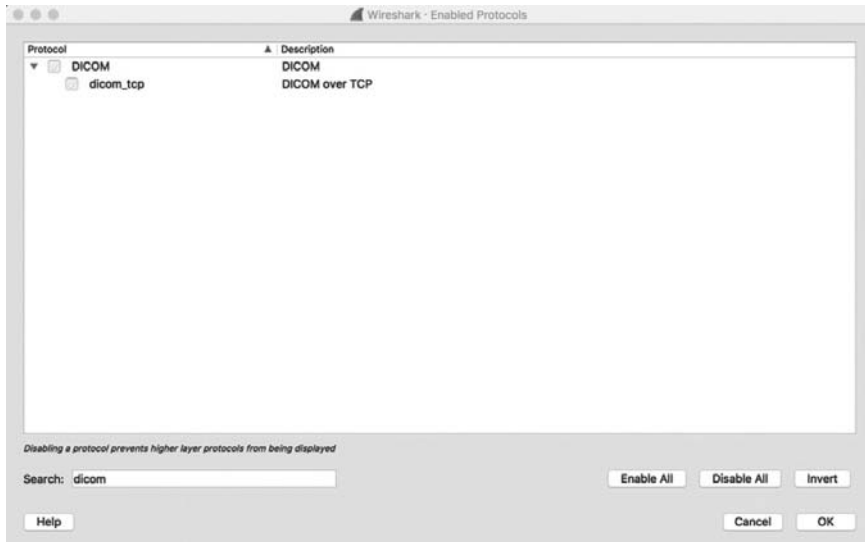 Wireshark · Enabled Protocols
Protocol Description
DICOM DICOM
dicom_tcp DICOM over TCP
Disabling a protocol prevents higher layer protocols from being displayed
Search: dicom Enable All Disable All Invert
Help Cancel OK